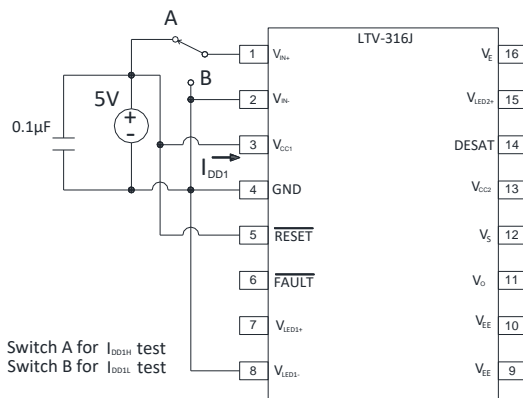 LTV-316J
A
B
5V
+
-
0.1µF
I_DD1
1 V_IN+
2 V_IN-
3 V_CC1
4 GND
5 RESET
6 FAULT
7 V_LED1+
8 V_LED1-
V_E 16
V_LED2+ 15
DESAT 14
V_CC2 13
V_S 12
V_O 11
V_EE 10
V_EE 9
Switch A for I_DD1H test
Switch B for I_DD1L test